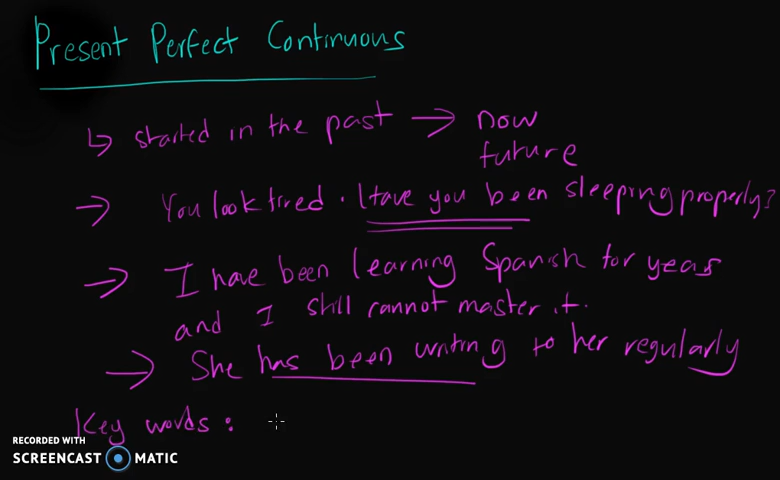 Present Perfect Continuous
↳ started in the past → now
future
→ You look tired. Have you been sleeping properly?
→ I have been learning Spanish for years
and I still cannot master it.
→ She has been writing to her regularly
Key words:
RECORDED WITH
SCREENCAST MATIC